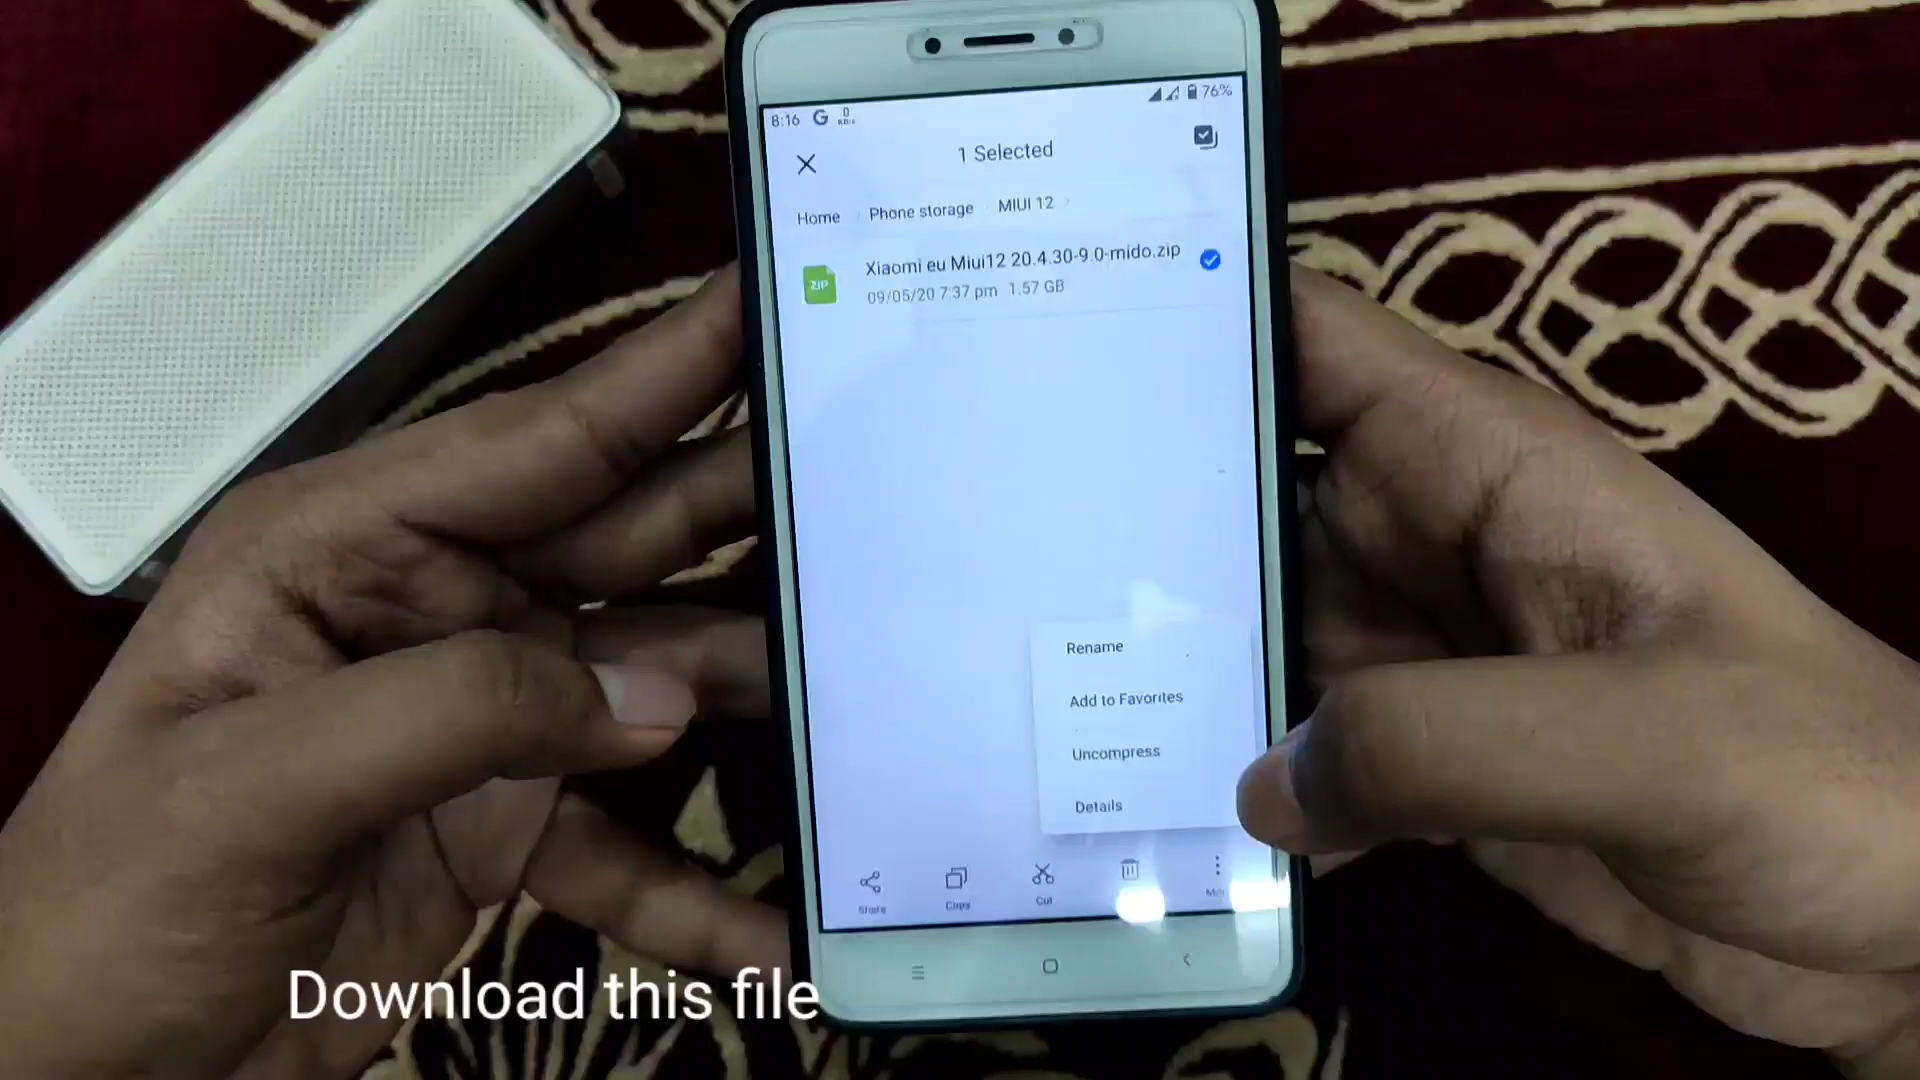 8:16 G 0 KB/s 76%
1 Selected
Home Phone storage MIUI 12
Xiaomi eu Miui12 20.4.30-9.0-mido.zip
ZIP
09/05/20 7:37 pm 1.57 GB
Rename
Add to Favorites
Uncompress
Details
Share Copy Cut
Download this file